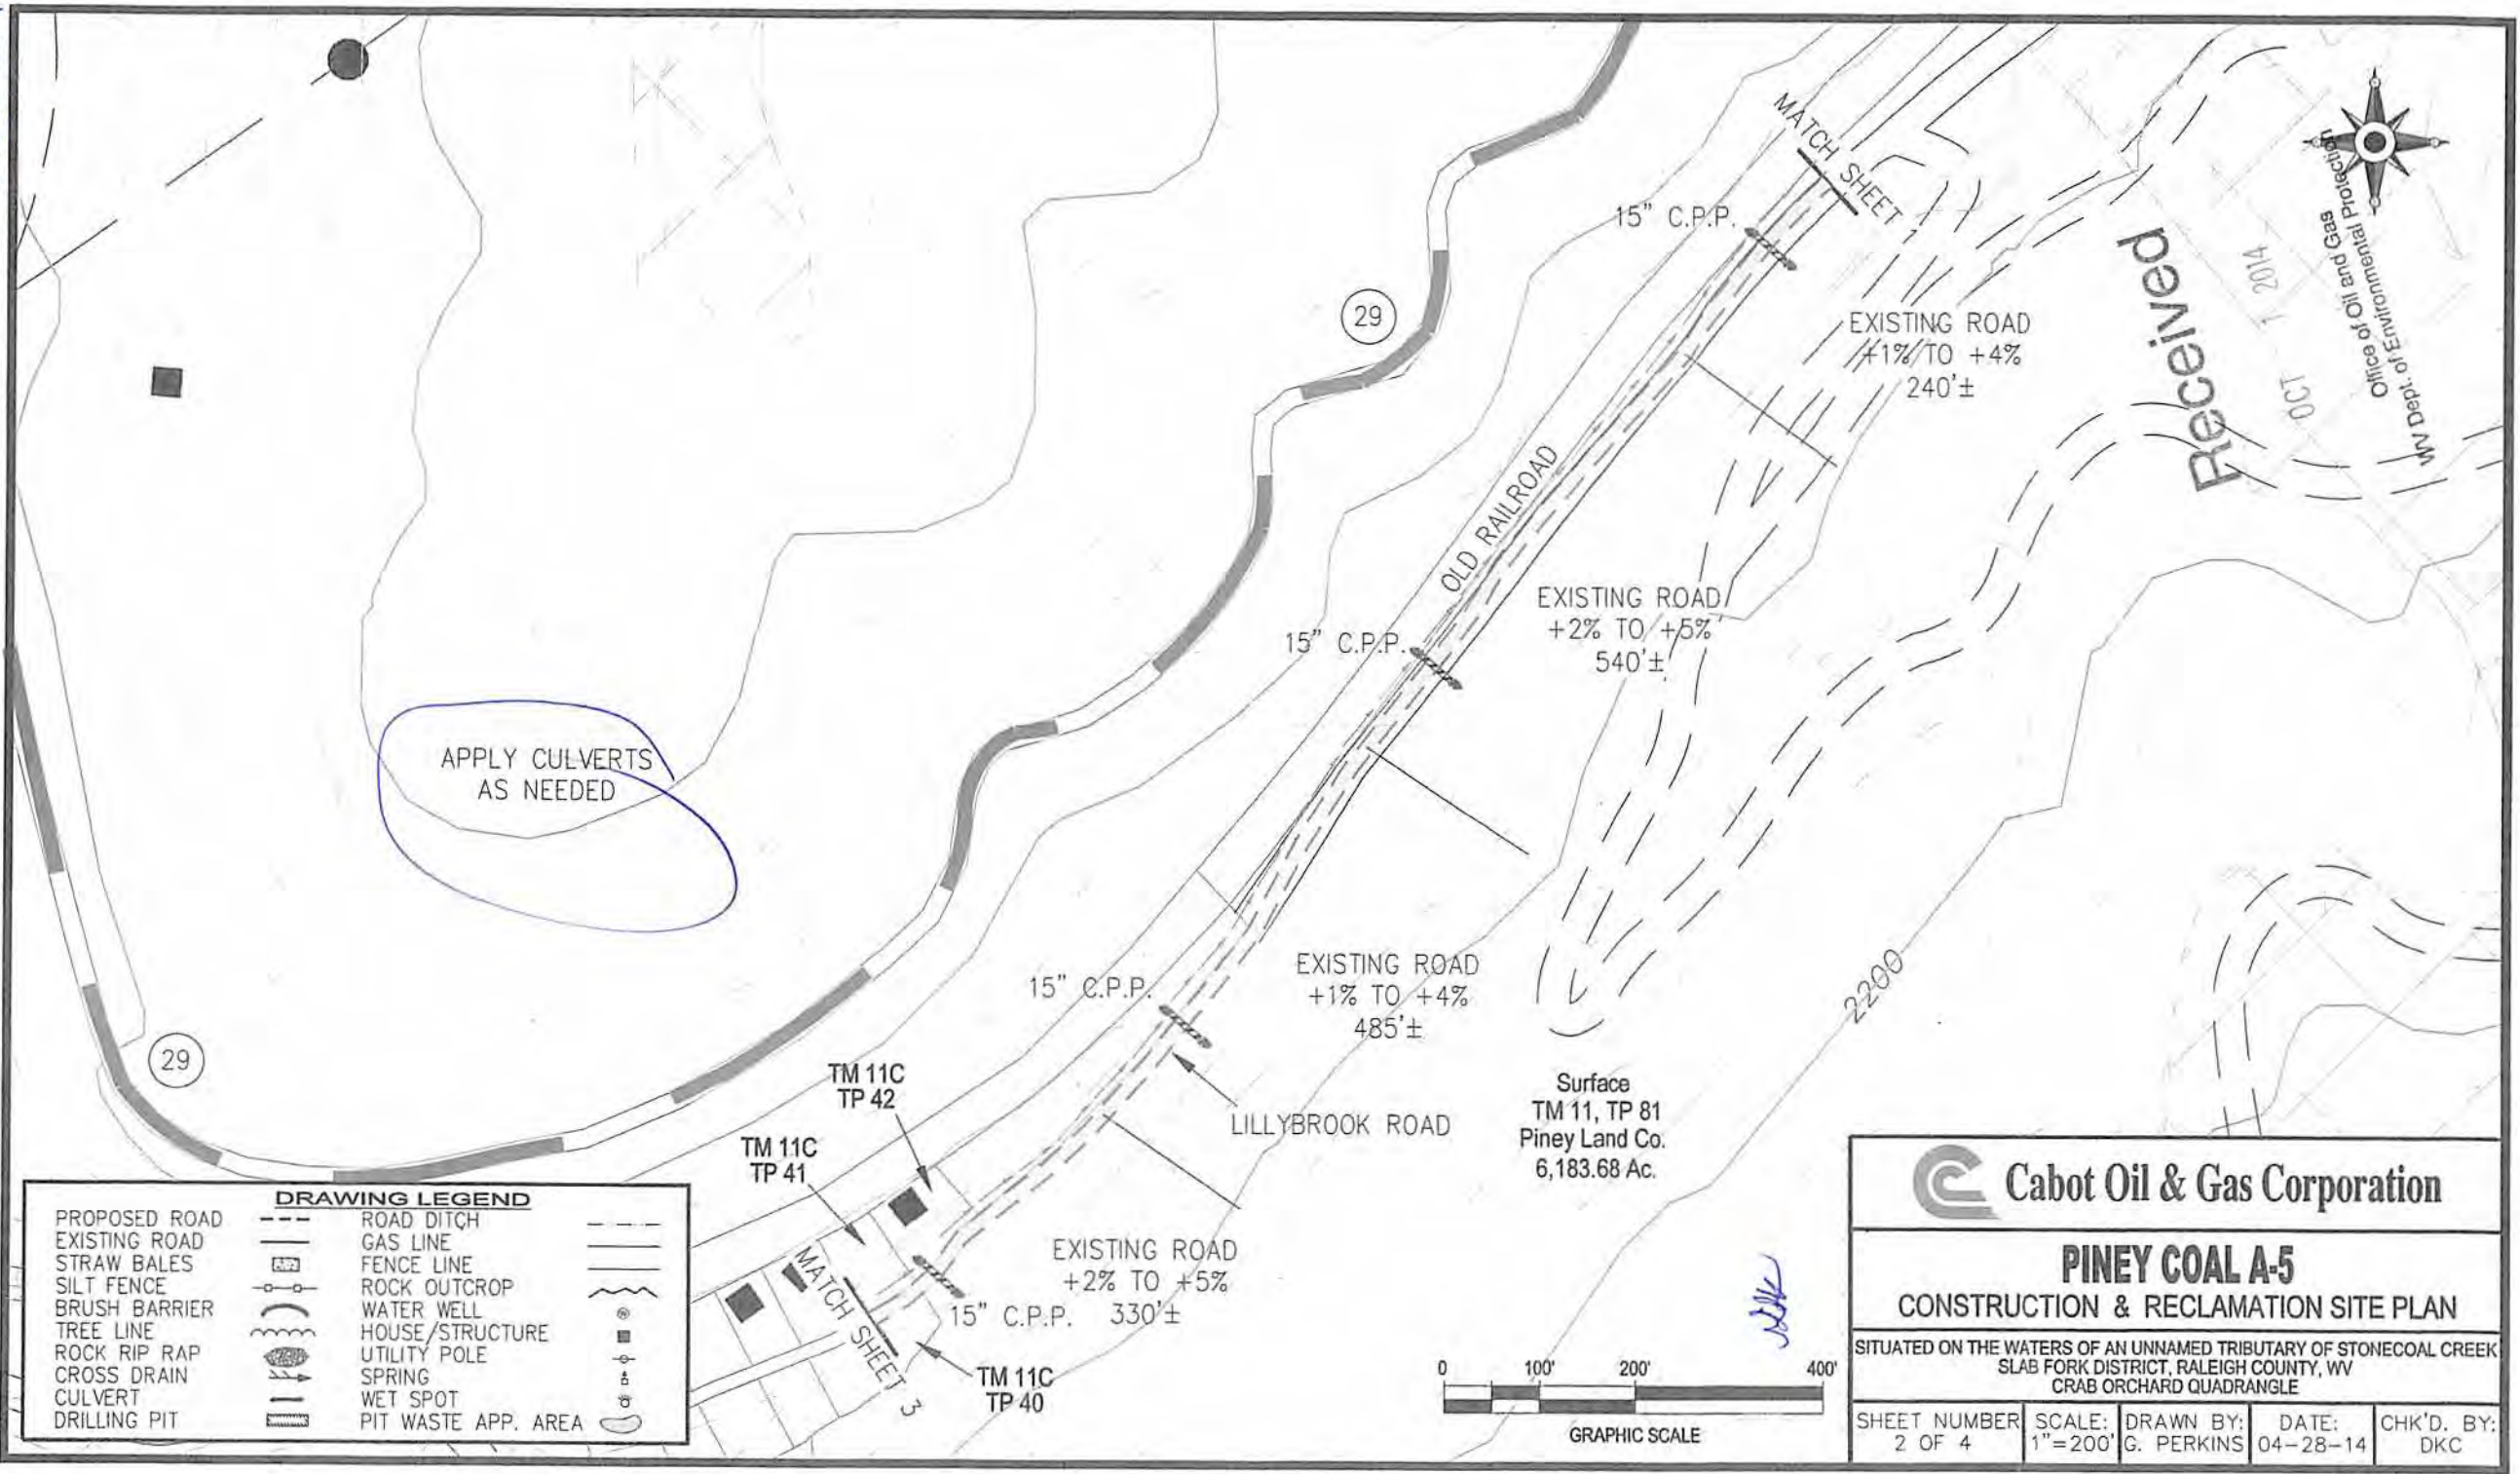 MATCH SHEET 1
15" C.P.P.
29
EXISTING ROAD
+1% TO +4%
240'±
Received
OCT 1 2014
Office of Oil and Gas
WV Dept. of Environmental Protection
OLD RAILROAD
15" C.P.P.
EXISTING ROAD
+2% TO +5%
540'±
APPLY CULVERTS
AS NEEDED
15" C.P.P.
EXISTING ROAD
+1% TO +4%
485'±
2200
29
TM 11C
TP 42
LILLYBROOK ROAD
TM 11C
TP 41
Surface
TM 11, TP 81
Piney Land Co.
6,183.68 Ac.
MATCH SHEET 3
EXISTING ROAD
+2% TO +5%
330'±
15" C.P.P.
TM 11C
TP 40
DRAWING LEGEND
PROPOSED ROAD
EXISTING ROAD
STRAW BALES
SILT FENCE
BRUSH BARRIER
TREE LINE
ROCK RIP RAP
CROSS DRAIN
CULVERT
DRILLING PIT
ROAD DITCH
GAS LINE
FENCE LINE
ROCK OUTCROP
WATER WELL
HOUSE/STRUCTURE
UTILITY POLE
SPRING
WET SPOT
PIT WASTE APP. AREA
0 100' 200' 400'
GRAPHIC SCALE
Cabot Oil & Gas Corporation
PINEY COAL A-5
CONSTRUCTION & RECLAMATION SITE PLAN
SITUATED ON THE WATERS OF AN UNNAMED TRIBUTARY OF STONECOAL CREEK
SLAB FORK DISTRICT, RALEIGH COUNTY, WV
CRAB ORCHARD QUADRANGLE
SHEET NUMBER
2 OF 4
SCALE:
1"=200'
DRAWN BY:
G. PERKINS
DATE:
04-28-14
CHK'D. BY:
DKC